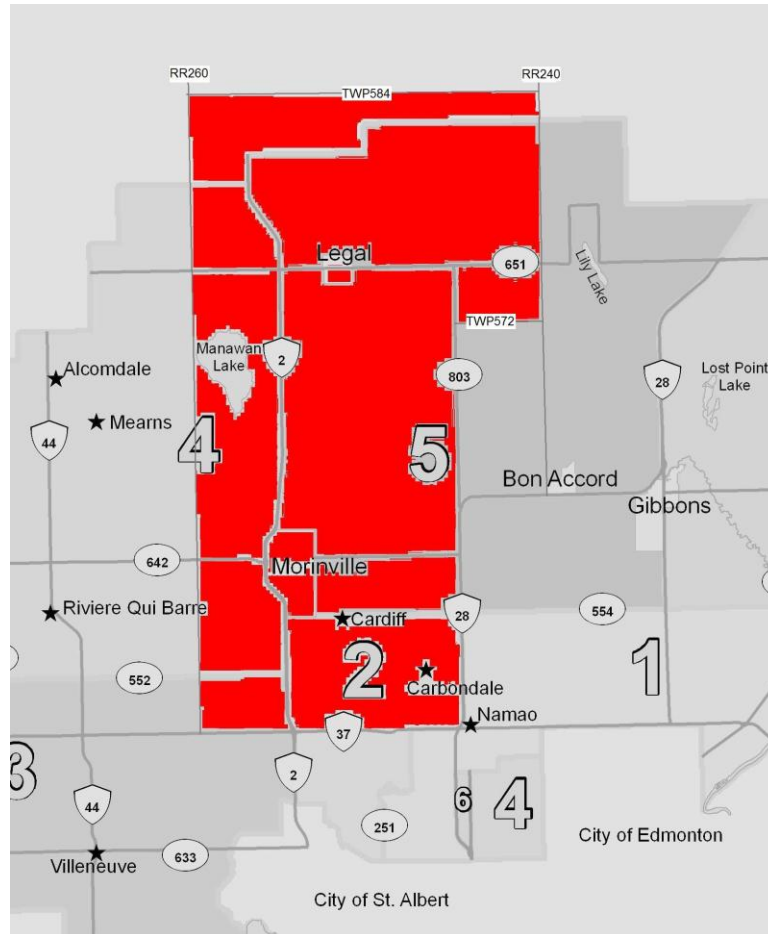 RR260
RR240
TWP584
Legal
651
Lily Lake
TWP572
Manawan
Lake
2
803
28
Lost Point
Lake
Alcomdale
Mearns
44
4
5
Bon Accord
Gibbons
642
Morinville
Riviere Qui Barre
Cardiff
28
554
552
2
1
Carbondale
Namao
37
3
2
44
6
4
251
City of Edmonton
633
Villeneuve
City of St. Albert